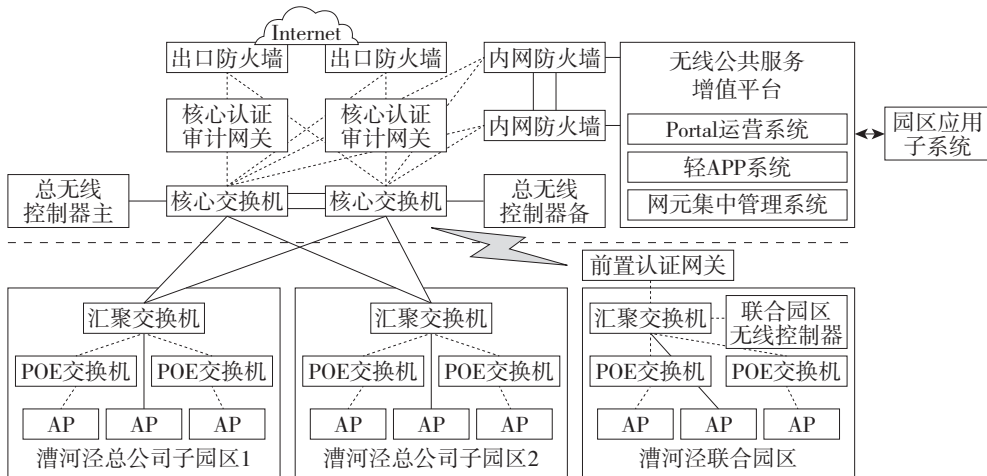 Internet
出口防火墙
出口防火墙
内网防火墙
无线公共服务
增值平台
核心认证
审计网关
核心认证
审计网关
内网防火墙
Portal运营系统
轻APP系统
网元集中管理系统
园区应用
子系统
总无线
控制器主
核心交换机
核心交换机
总无线
控制器备
前置认证网关
汇聚交换机
汇聚交换机
汇聚交换机
联合园区
无线控制器
POE交换机
POE交换机
POE交换机
POE交换机
POE交换机
POE交换机
AP
AP
AP
AP
AP
AP
AP
AP
AP
漕河泾总公司子园区1
漕河泾总公司子园区2
漕河泾联合园区